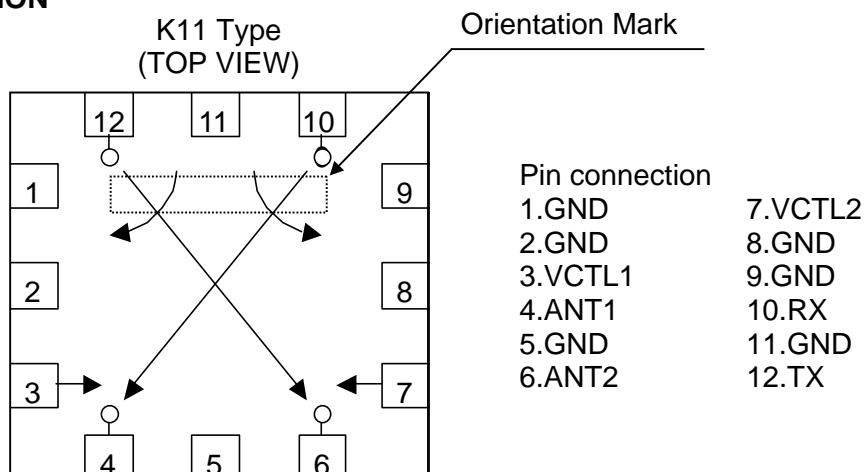 K11 Type
(TOP VIEW)
Orientation Mark
12 11 10
1 9
2 8
3 7
4 5 6
Pin connection
1.GND 7.VCTL2
2.GND 8.GND
3.VCTL1 9.GND
4.ANT1 10.RX
5.GND 11.GND
6.ANT2 12.TX